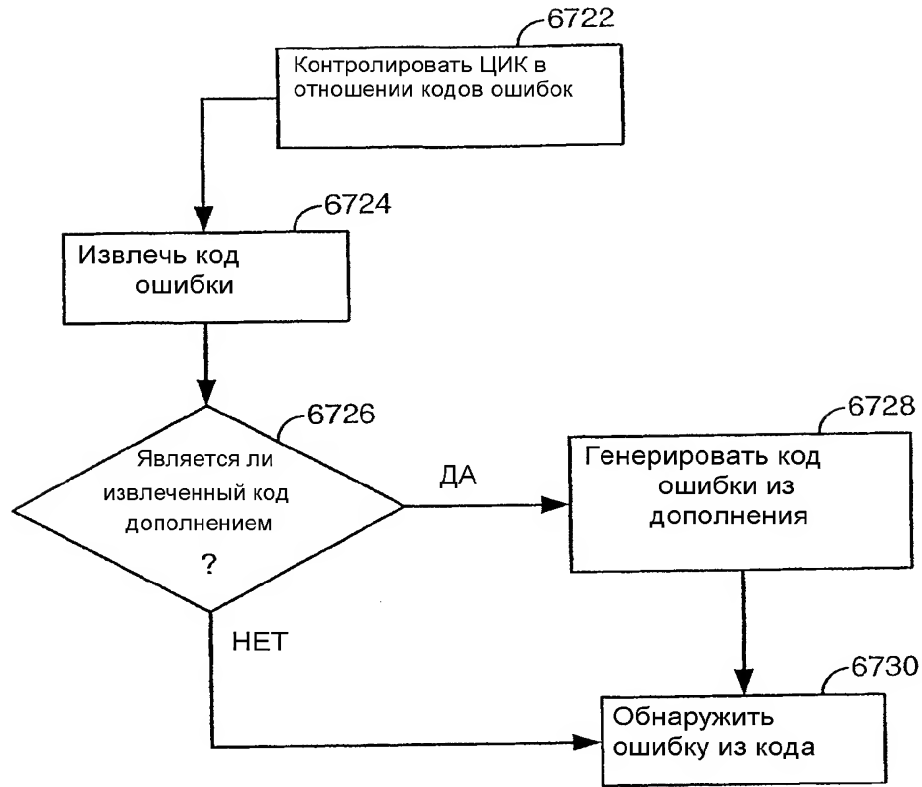 6722
Контролировать ЦИК в
отношении кодов ошибок
6724
Извлечь код
ошибки
6726
Является ли
извлеченный код
дополнением
?
ДА
6728
Генерировать код
ошибки из
дополнения
НЕТ
6730
Обнаружить
ошибку из кода